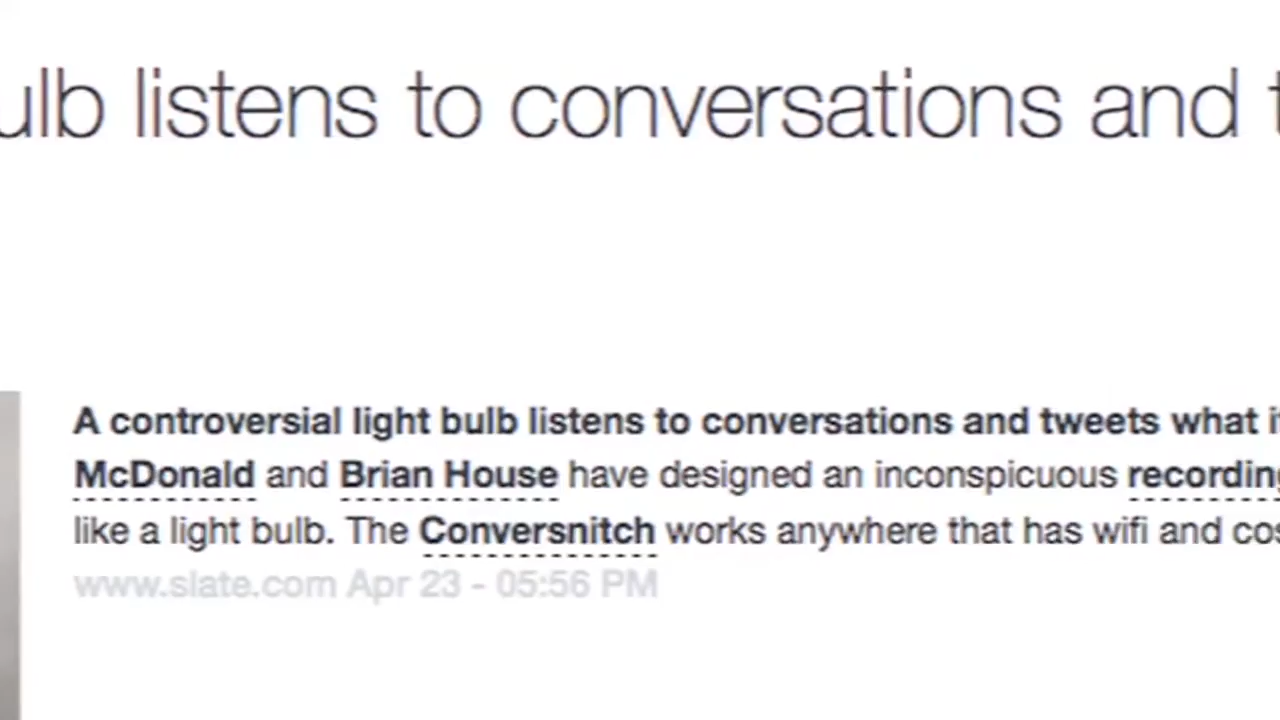 ulb listens to conversations and t
A controversial light bulb listens to conversations and tweets what i
McDonald and Brian House have designed an inconspicuous recording
like a light bulb. The Conversnitch works anywhere that has wifi and cos
www.slate.com Apr 23 - 05:56 PM